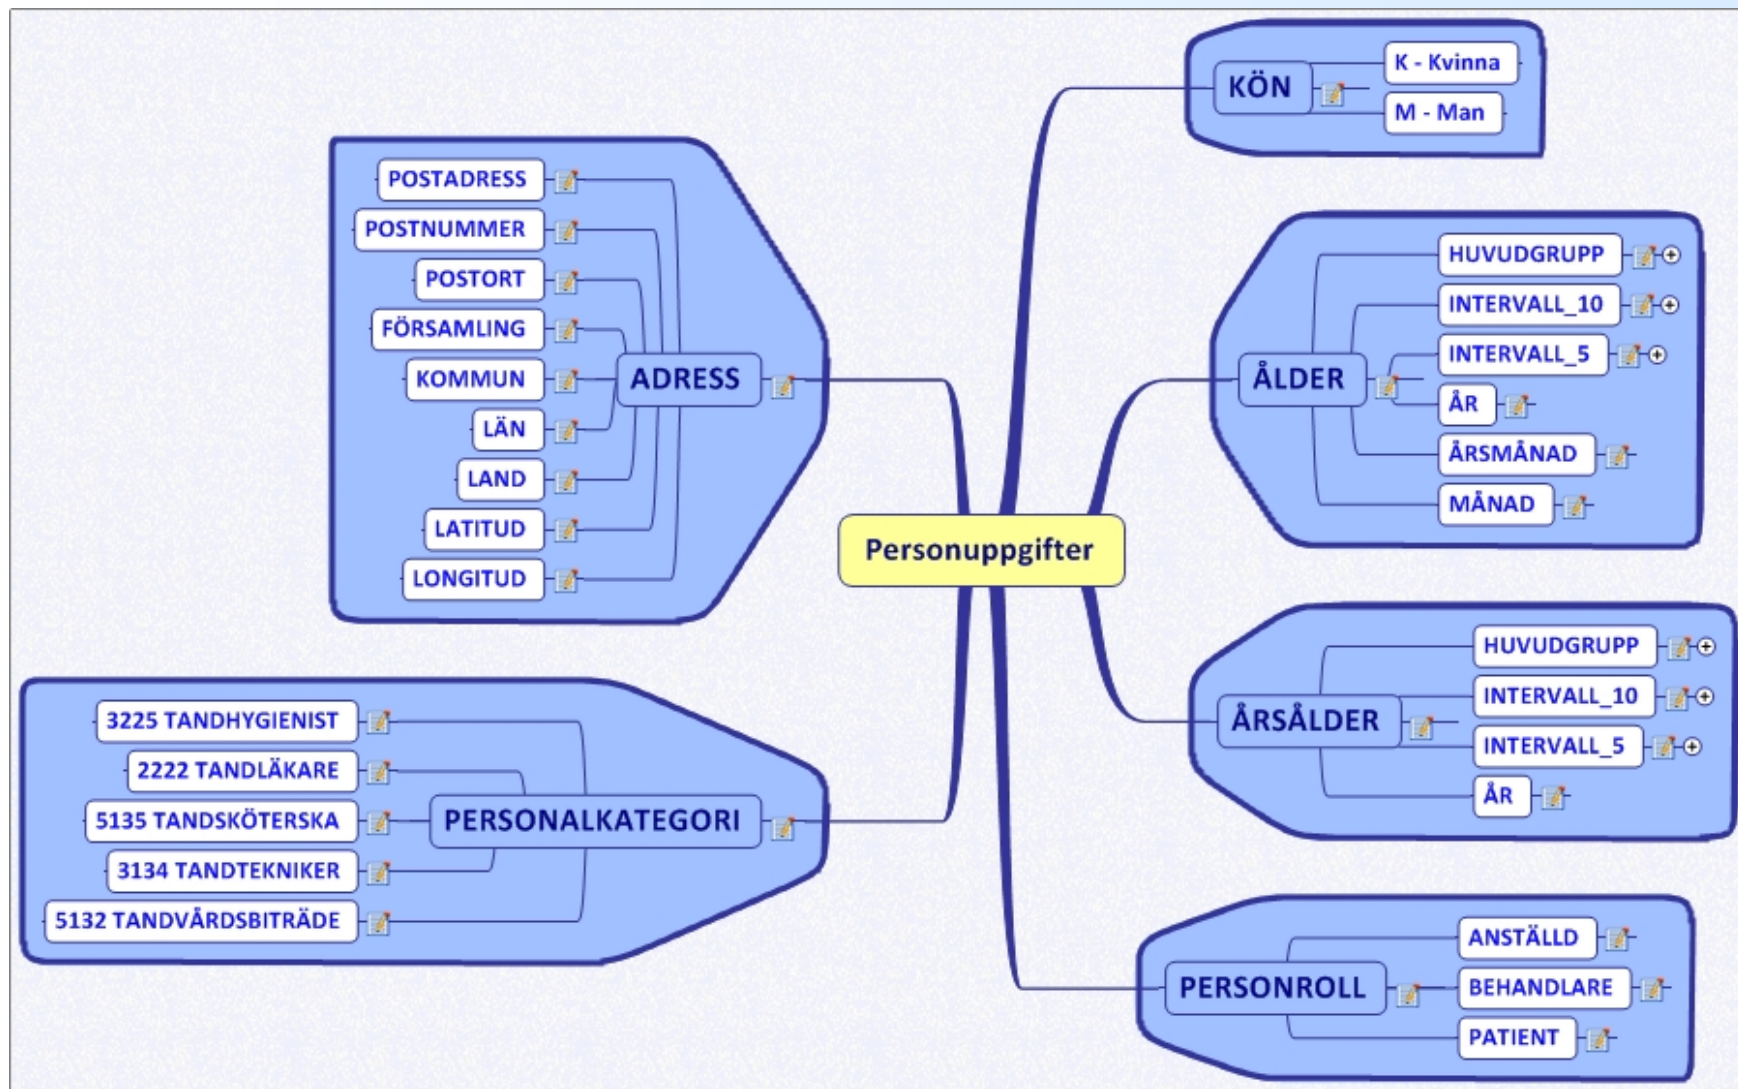 Personuppgifter
KÖN
K - Kvinna
M - Man
ÅLDER
HUVUDGRUPP
INTERVALL_10
INTERVALL_5
ÅR
ÅRSMÅNAD
MÅNAD
ÅRSÅLDER
HUVUDGRUPP
INTERVALL_10
INTERVALL_5
ÅR
PERSONROLL
ANSTÄLLD
BEHANDLARE
PATIENT
ADRESS
POSTADRESS
POSTNUMMER
POSTORT
FÖRSAMLING
KOMMUN
LÄN
LAND
LATITUD
LONGITUD
PERSONALKATEGORI
3225 TANDHYGIENIST
2222 TANDLÄKARE
5135 TANDSKÖTERSKA
3134 TANDTEKNIKER
5132 TANDVÅRDSBITRÄDE